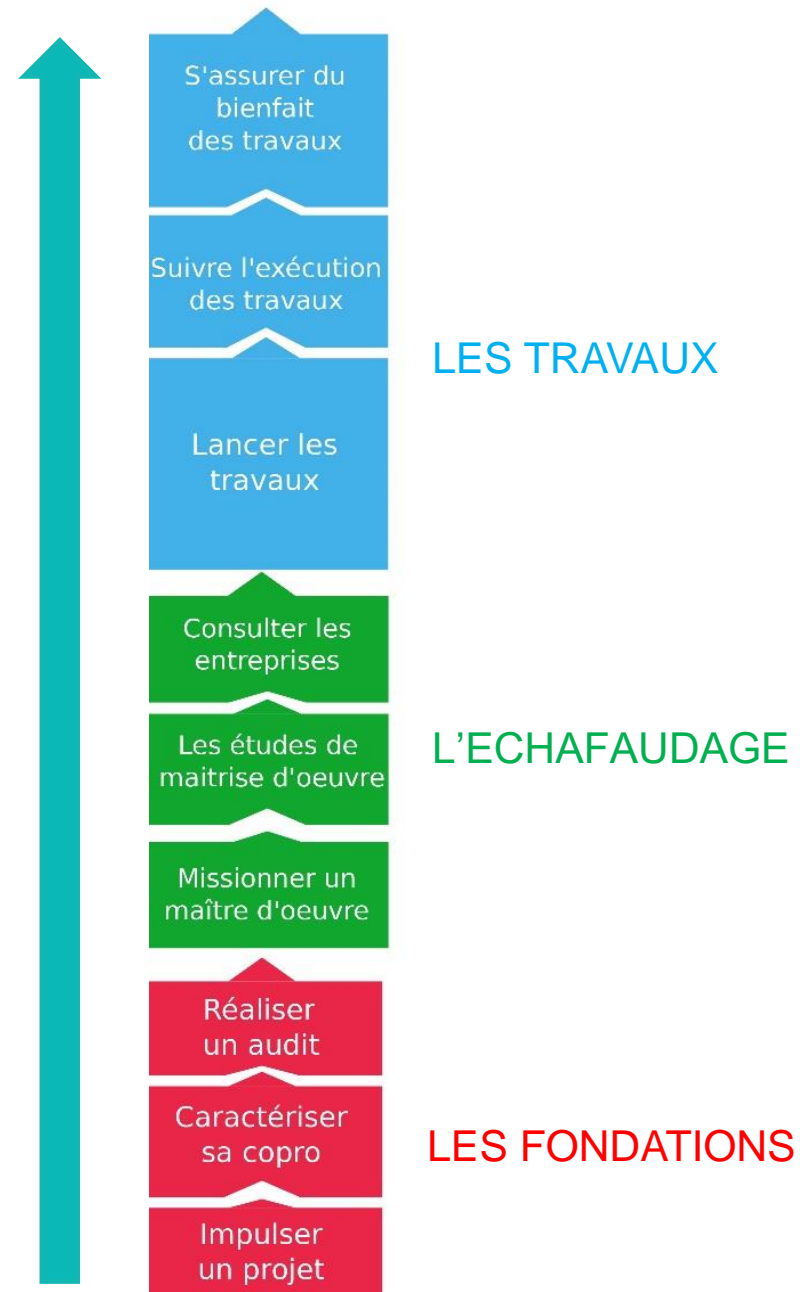 S'assurer du
bienfait
des travaux
Suivre l'exécution
des travaux
LES TRAVAUX
Lancer les
travaux
Consulter les
entreprises
Les études de
maitrise d'oeuvre
L’ECHAFAUDAGE
Missionner un
maître d'oeuvre
Réaliser
un audit
Caractériser
sa copro
LES FONDATIONS
Impulser
un projet